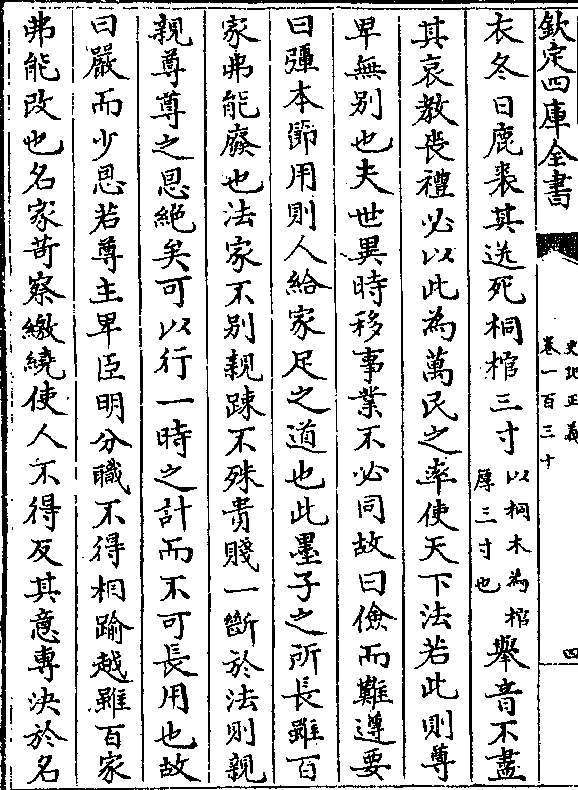 欽定四庫全書
史記正義
卷一百三十
四
衣冬日鹿裘其送死桐棺三寸以桐木為棺厚三寸也舉音不盡
其哀教喪禮必以此為萬民之率使天下法若此則尊
卑無别也夫世異時移事業不必同故曰儉而難遵要
曰彊本節用則人給家足之道也此墨子之所長雖百
家弗能廢也法家不别親踈不殊貴賤一斷於法則親
親尊尊之恩絶矣可以行一時之計而不可長用也故
曰嚴而少恩若尊主卑臣明分職不得相踰越雖百家
弗能改也名家苛察繳繞使人不得反其意專决於名